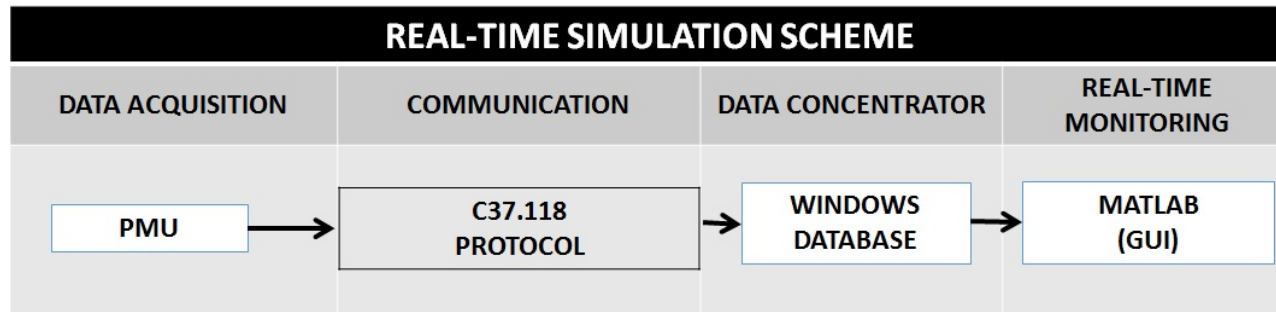 REAL-TIME SIMULATION SCHEME
DATA ACQUISITION
COMMUNICATION
DATA CONCENTRATOR
REAL-TIME
MONITORING
PMU
C37.118
PROTOCOL
WINDOWS
DATABASE
MATLAB
(GUI)